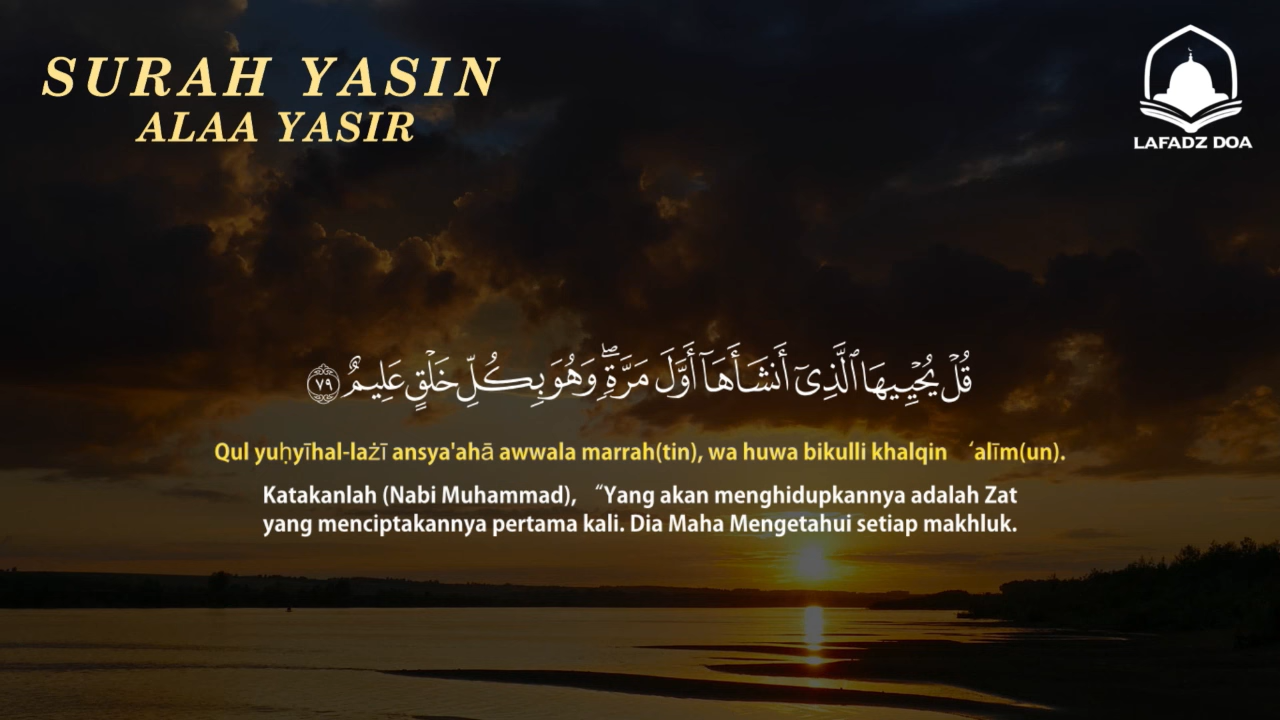 SURAH YASIN
ALAA YASIR
LAFADZ DOA
قُلْ يُحْيِيهَا ٱلَّذِىٓ أَنشَأَهَآ أَوَّلَ مَرَّةٍۢ ۖ وَهُوَ بِكُلِّ خَلْقٍ عَلِيمٌ ٧٩
Qul yuḥyīhal-lażī ansya'ahā awwala marrah(tin), wa huwa bikulli khalqin ‘alīm(un).
Katakanlah (Nabi Muhammad), “Yang akan menghidupkannya adalah Zat
yang menciptakannya pertama kali. Dia Maha Mengetahui setiap makhluk.